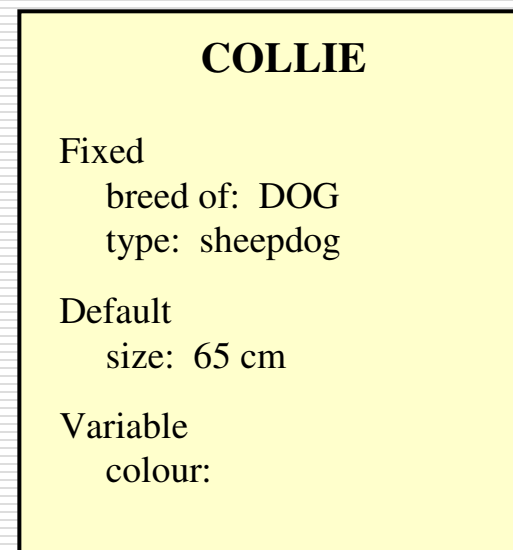 COLLIE
Fixed
breed of: DOG
type: sheepdog
Default
size: 65 cm
Variable
colour: